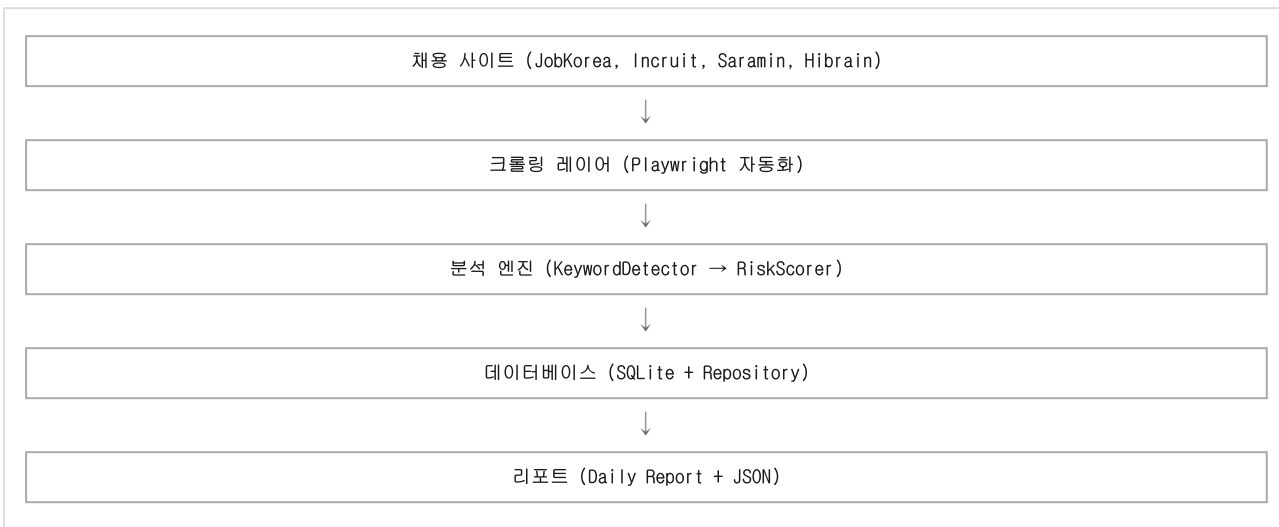 채용 사이트 (JobKorea, Incruit, Saramin, Hibrain)
↓
크롤링 레이어 (Playwright 자동화)
↓
분석 엔진 (KeywordDetector → RiskScorer)
↓
데이터베이스 (SQLite + Repository)
↓
리포트 (Daily Report + JSON)